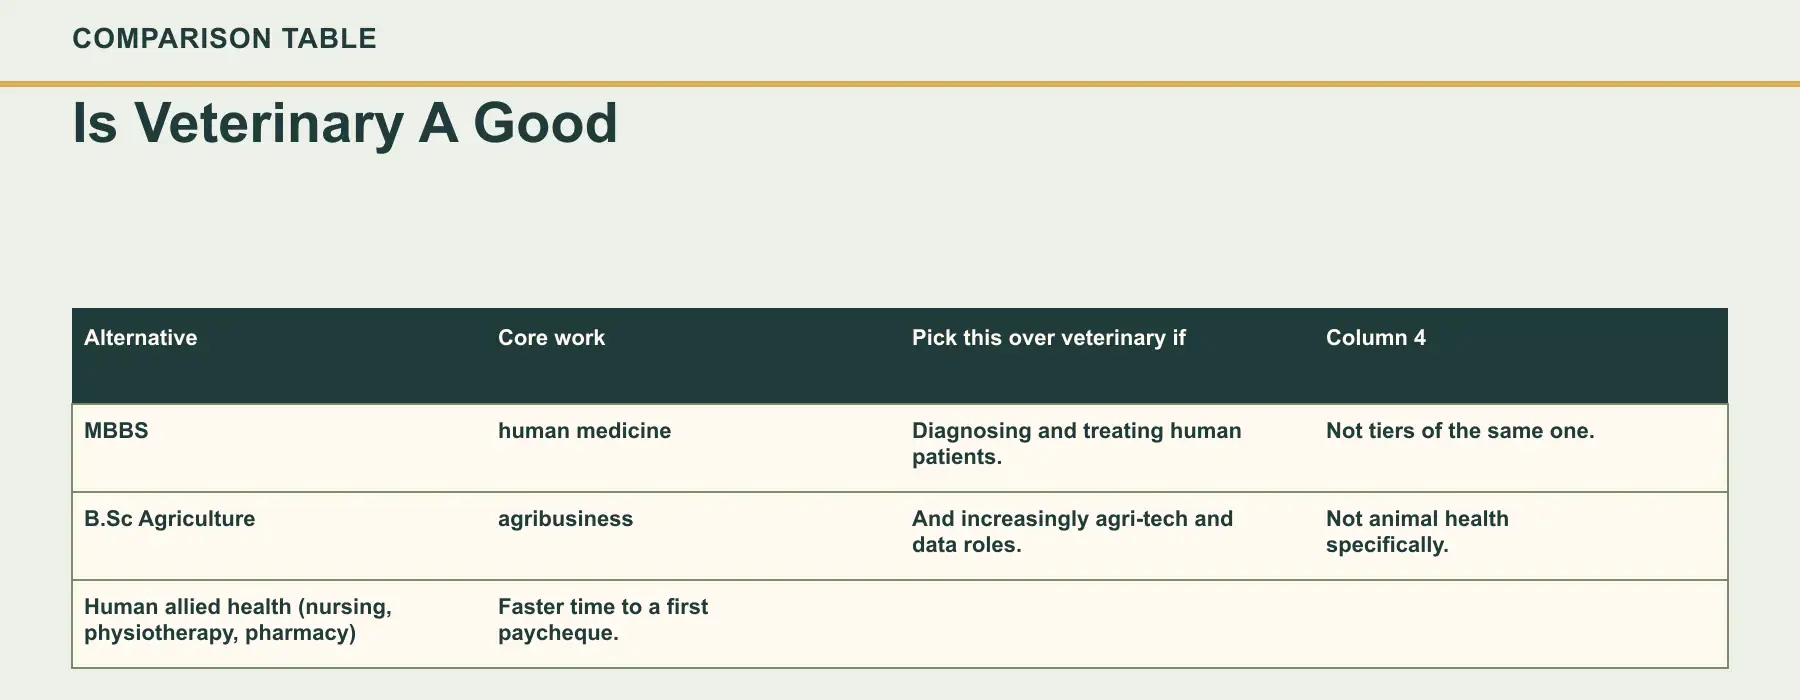 COMPARISON TABLE
Is Veterinary A Good
Alternative
Core work
Pick this over veterinary if
Column 4
MBBS
human medicine
Diagnosing and treating human
patients.
Not tiers of the same one.
B.Sc Agriculture
agribusiness
And increasingly agri-tech and
data roles.
Not animal health
specifically.
Human allied health (nursing,
physiotherapy, pharmacy)
Faster time to a first
paycheque.